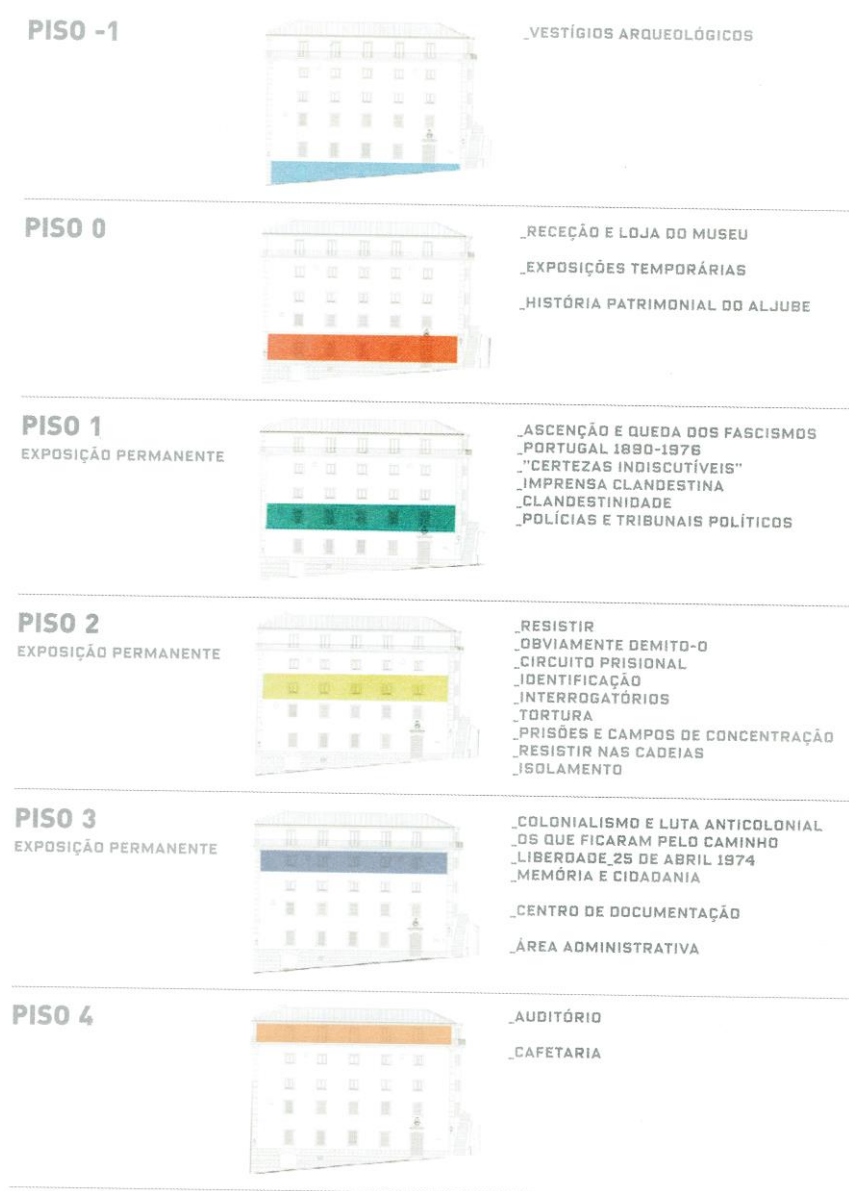 PISO -1
_VESTÍGIOS ARQUEOLÓGICOS
PISO 0
_RECEÇÃO E LOJA DO MUSEU
_EXPOSIÇÕES TEMPORÁRIAS
_HISTÓRIA PATRIMONIAL DO ALJUBE
PISO 1
EXPOSIÇÃO PERMANENTE
_ASCENÇÃO E QUEDA DOS FASCISMOS
_PORTUGAL 1890-1976
_"CERTEZAS INDISCUTÍVEIS"
_IMPRENSA CLANDESTINA
_CLANDESTINIDADE
_POLÍCIAS E TRIBUNAIS POLÍTICOS
PISO 2
EXPOSIÇÃO PERMANENTE
_RESISTIR
_OBVIAMENTE DEMITO-O
_CIRCUITO PRISIONAL
_IDENTIFICAÇÃO
_INTERROGATÓRIOS
_TORTURA
_PRISÕES E CAMPOS DE CONCENTRAÇÃO
_RESISTIR NAS CADEIAS
_ISOLAMENTO
PISO 3
EXPOSIÇÃO PERMANENTE
_COLONIALISMO E LUTA ANTICOLONIAL
_OS QUE FICARAM PELO CAMINHO
_LIBERDADE_25 DE ABRIL 1974
_MEMÓRIA E CIDADANIA
_CENTRO DE DOCUMENTAÇÃO
_ÁREA ADMINISTRATIVA
PISO 4
_AUDITÓRIO
_CAFETARIA